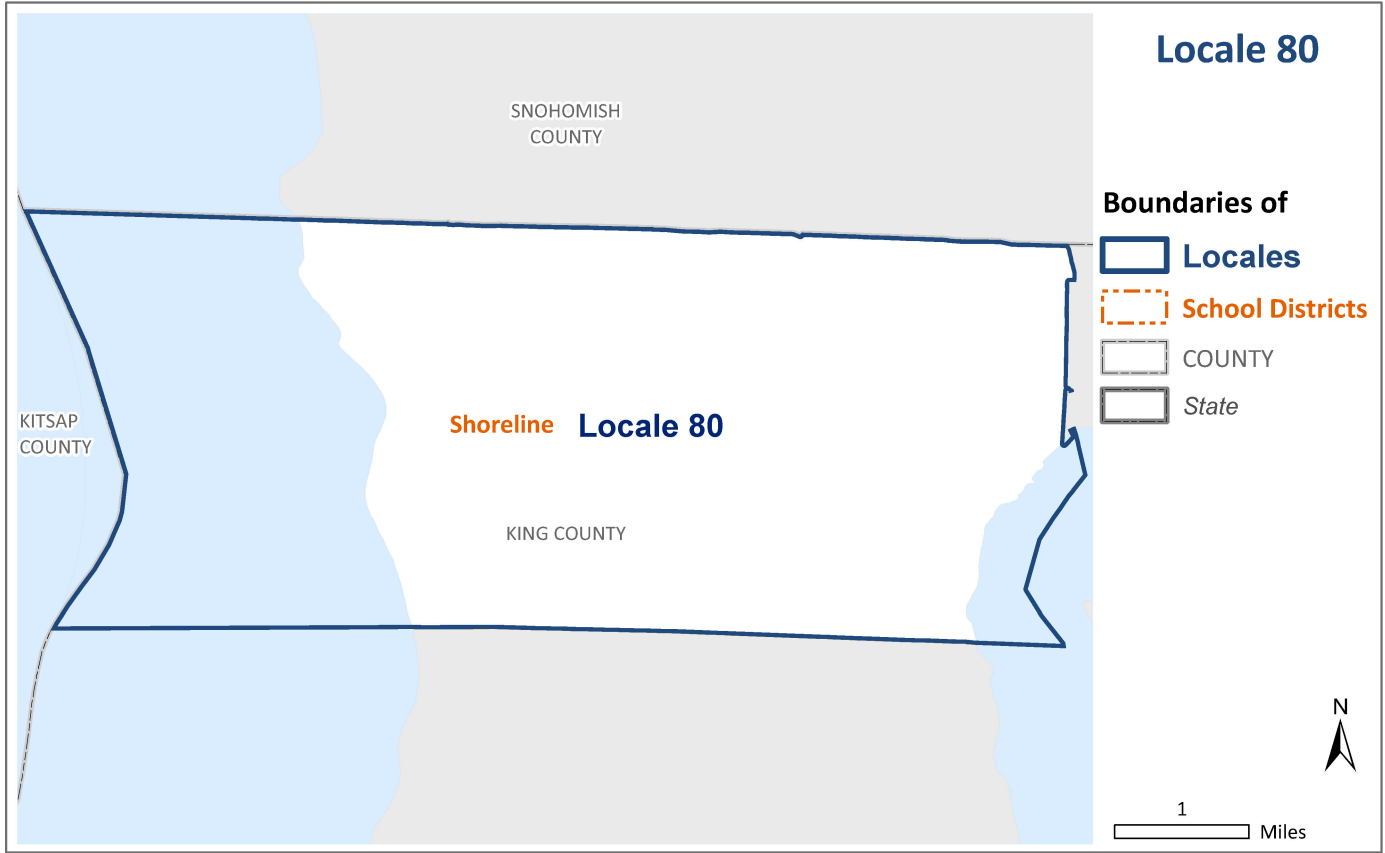 Locale 80
SNOHOMISH
COUNTY
Boundaries of
Locales
School Districts
COUNTY
State
KITSAP
COUNTY
Shoreline
Locale 80
KING COUNTY
N
1
Miles